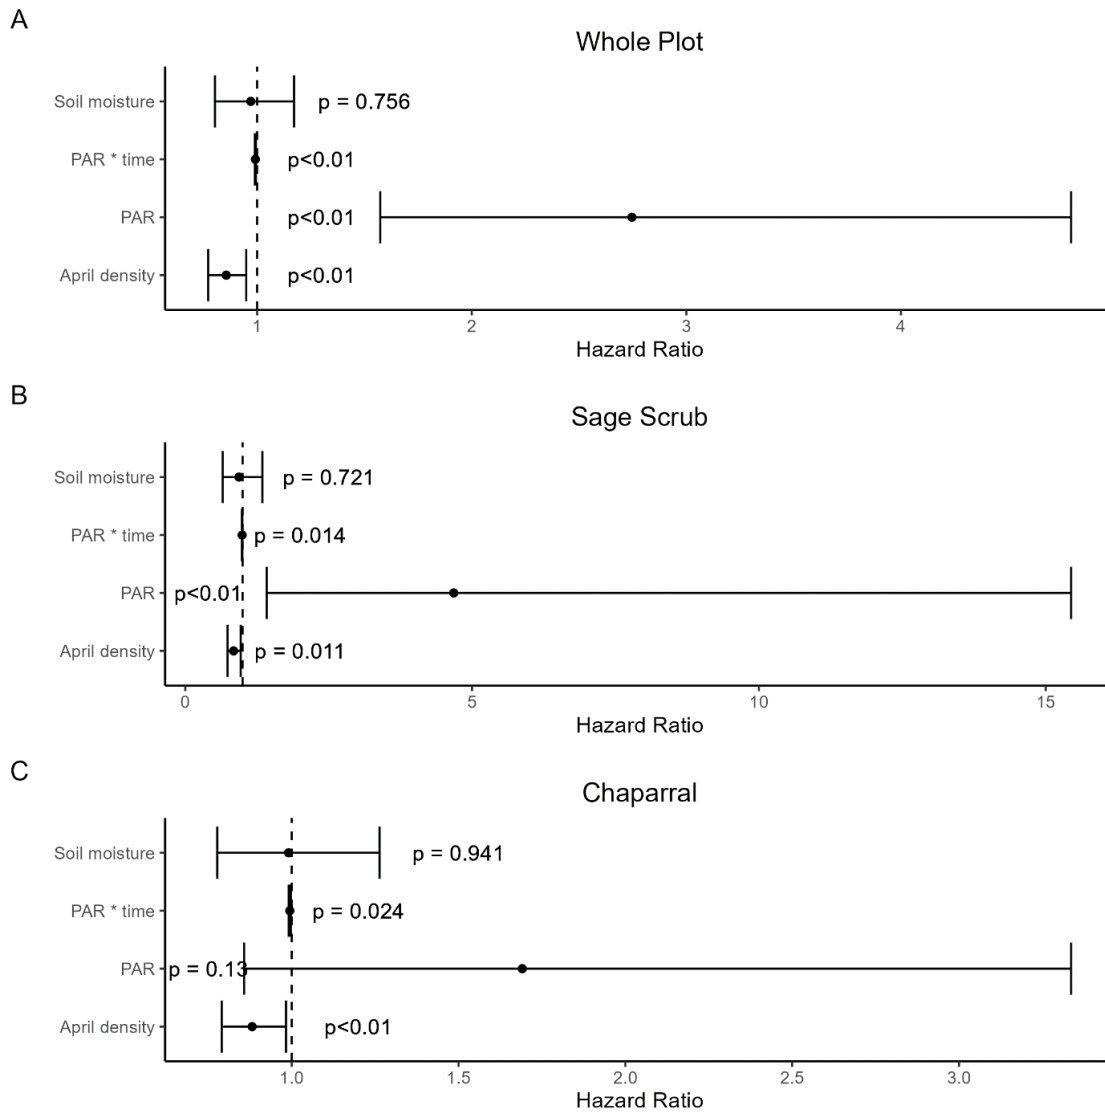 A
Whole Plot
Soil moisture
p = 0.756
PAR * time
p<0.01
PAR
p<0.01
April density
p<0.01
1 2 3 4
Hazard Ratio
B
Sage Scrub
Soil moisture
p = 0.721
PAR * time
p = 0.014
PAR
p<0.01
April density
p = 0.011
0 5 10 15
Hazard Ratio
C
Chaparral
Soil moisture
p = 0.941
PAR * time
p = 0.024
PAR
p = 0.13
April density
p<0.01
1.0 1.5 2.0 2.5 3.0
Hazard Ratio